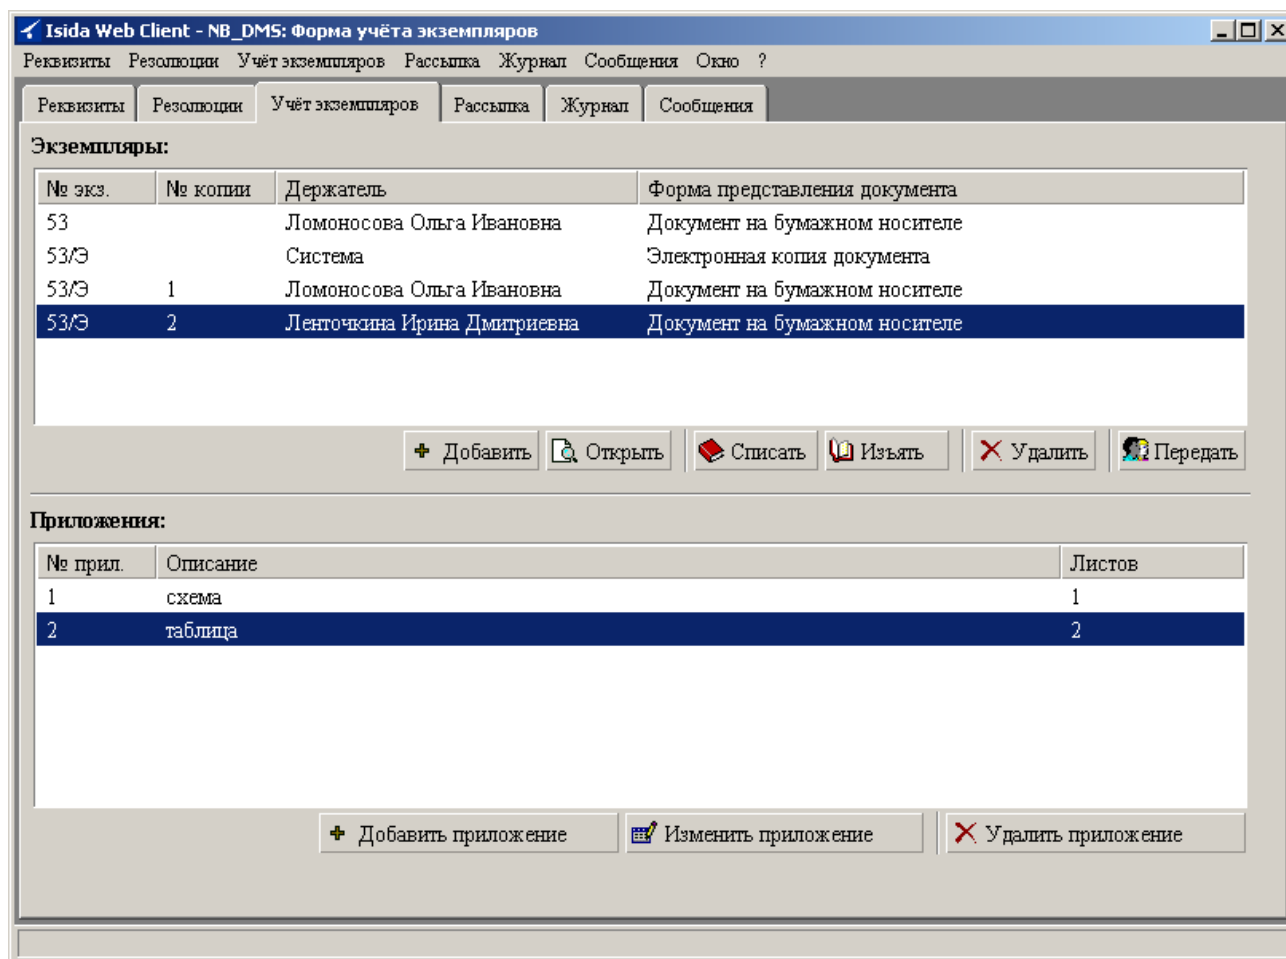 Isida Web Client - NB_DMS: Форма учёта экземпляров
Реквизиты Резолюции Учёт экземпляров Рассылка Журнал Сообщения Окно ?
Реквизиты Резолюции Учёт экземпляров Рассылка Журнал Сообщения
Экземпляры:
№ экз. № копии Держатель Форма представления документа
53 Ломоносова Ольга Ивановна Документ на бумажном носителе
53/Э Система Электронная копия документа
53/Э 1 Ломоносова Ольга Ивановна Документ на бумажном носителе
53/Э 2 Ленточкина Ирина Дмитриевна Документ на бумажном носителе
Добавить Открыть Списать Изъять Удалить Передать
Приложения:
№ прил. Описание Листов
1 схема 1
2 таблица 2
Добавить приложение Изменить приложение Удалить приложение